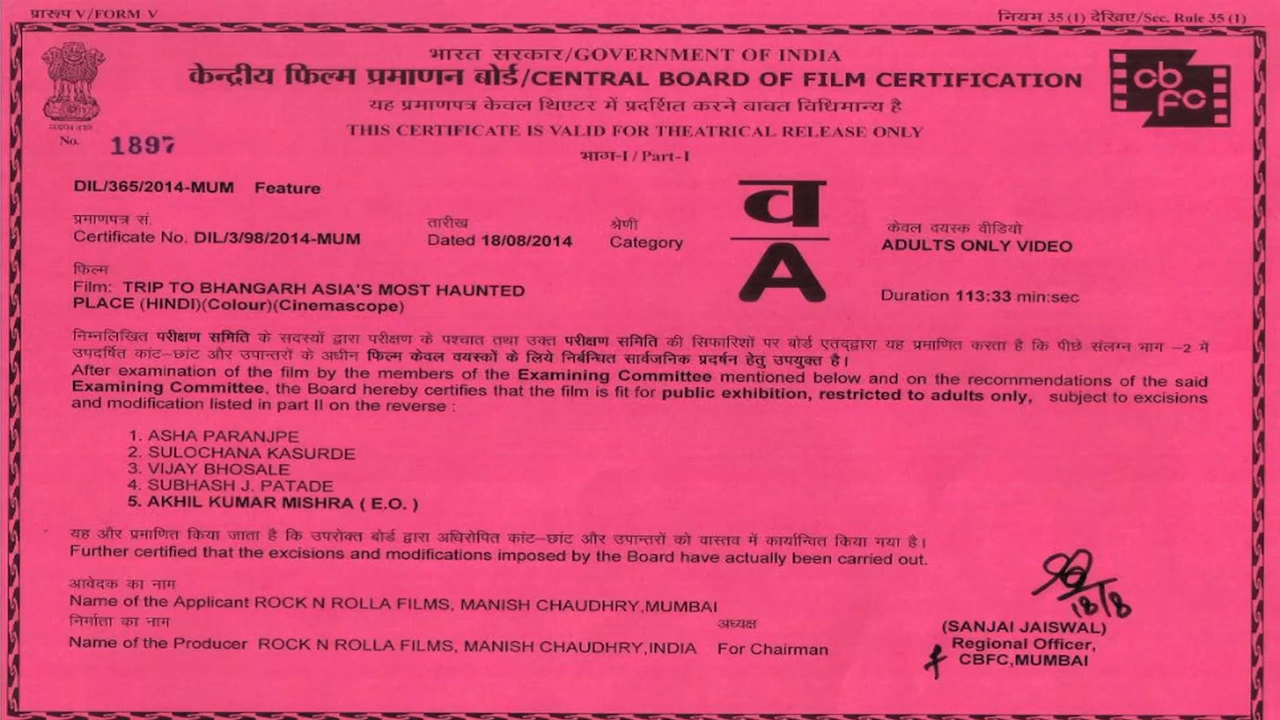 प्रारूप V/FORM V
नियम 35 (1) देखिए/Sec. Rule 35 (1)
भारत सरकार/GOVERNMENT OF INDIA
केन्द्रीय फिल्म प्रमाणन बोर्ड/CENTRAL BOARD OF FILM CERTIFICATION
cbfc
यह प्रमाणपत्र केवल थिएटर में प्रदर्शित करने बावत विधिमान्य है
THIS CERTIFICATE IS VALID FOR THEATRICAL RELEASE ONLY
सत्यमेव जयते
No. 1897
भाग-I / Part-I
DIL/365/2014-MUM Feature
प्रमाणपत्र सं. तारीख श्रेणी व केवल वयस्क वीडियो
Certificate No. DIL/3/98/2014-MUM Dated 18/08/2014 Category A ADULTS ONLY VIDEO
फिल्म
Film: TRIP TO BHANGARH ASIA'S MOST HAUNTED
PLACE (HINDI)(Colour)(Cinemascope)
Duration 113:33 min:sec
निम्नलिखित परीक्षण समिति के सदस्यों द्वारा परीक्षण के पश्चात तथा उक्त परीक्षण समिति की सिफारिशों पर बोर्ड एतद्द्वारा यह प्रमाणित करता है कि पीछे संलग्न भाग –2 में
उपदर्षित कांट–छांट और उपान्तरों के अधीन फिल्म केवल वयस्कों के लिये निर्बन्धित सार्वजनिक प्रदर्षन हेतु उपयुक्त है।
After examination of the film by the members of the Examining Committee mentioned below and on the recommendations of the said
Examining Committee, the Board hereby certifies that the film is fit for public exhibition, restricted to adults only, subject to excisions
and modification listed in part II on the reverse :
1. ASHA PARANJPE
2. SULOCHANA KASURDE
3. VIJAY BHOSALE
4. SUBHASH J. PATADE
5. AKHIL KUMAR MISHRA ( E.O. )
यह और प्रमाणित किया जाता है कि उपरोक्त बोर्ड द्वारा अधिरोपित कांट–छांट और उपान्तरों को वास्तव में कार्यान्वित किया गया है।
Further certified that the excisions and modifications imposed by the Board have actually been carried out.
आवेदक का नाम
Name of the Applicant ROCK N ROLLA FILMS, MANISH CHAUDHRY,MUMBAI
निर्माता का नाम अध्यक्ष
Name of the Producer ROCK N ROLLA FILMS, MANISH CHAUDHRY,INDIA For Chairman
18/8
(SANJAI JAISWAL)
Regional Officer,
CBFC,MUMBAI